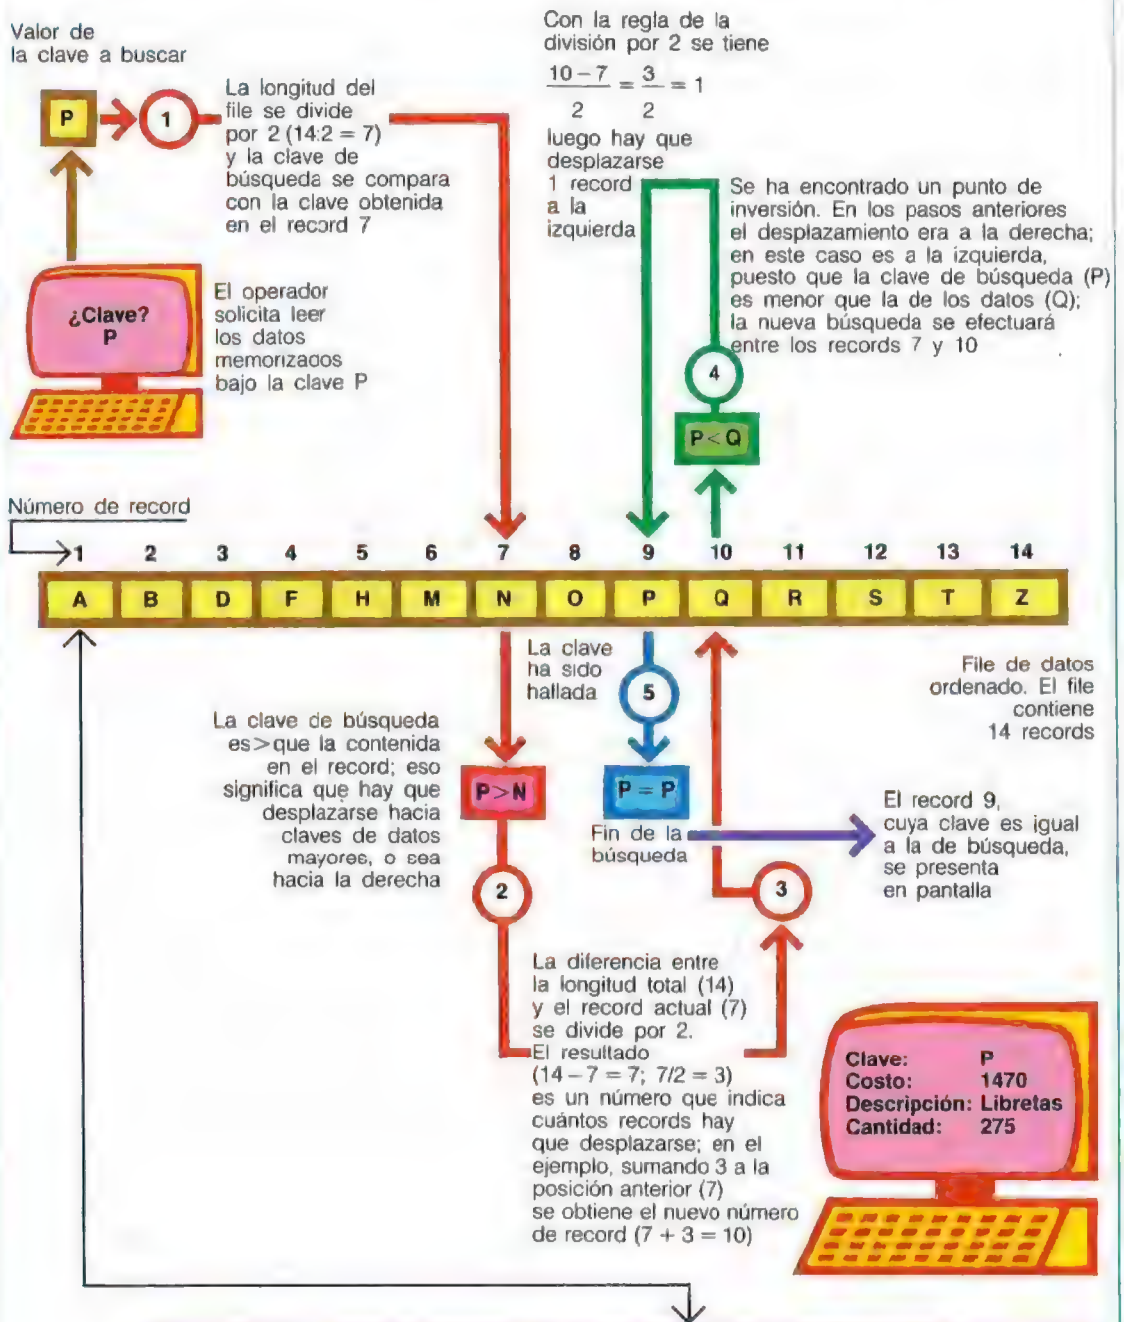 Valor de
la clave a buscar
P
1
La longitud del
file se divide
por 2 (14:2 = 7)
y la clave de
búsqueda se compara
con la clave obtenida
en el record 7
¿Clave?
P
El operador
solicita leer
los datos
memorizados
bajo la clave P
Con la regla de la
división por 2 se tiene
10 - 7 = 3 = 1
2 2
luego hay que
desplazarse
1 record
a la
izquierda
Se ha encontrado un punto de
inversión. En los pasos anteriores
el desplazamiento era a la derecha;
en este caso es a la izquierda,
puesto que la clave de búsqueda (P)
es menor que la de los datos (Q);
la nueva búsqueda se efectuará
entre los records 7 y 10
4
P < Q
Número de record
1 2 3 4 5 6 7 8 9 10 11 12 13 14
A B D F H M N O P Q R S T Z
La clave
ha sido
hallada
5
File de datos
ordenado. El file
contiene
14 records
La clave de búsqueda
es > que la contenida
en el record; eso
significa que hay que
desplazarse hacia
claves de datos
mayores, o sea
hacia la derecha
P > N
2
P = P
Fin de la
búsqueda
El record 9,
cuya clave es igual
a la de búsqueda,
se presenta
en pantalla
3
La diferencia entre
la longitud total (14)
y el record actual (7)
se divide por 2.
El resultado
(14 - 7 = 7; 7/2 = 3)
es un número que indica
cuántos records hay
que desplazarse; en el
ejemplo, sumando 3 a la
posición anterior (7)
se obtiene el nuevo número
de record (7 + 3 = 10)
Clave: P
Costo: 1470
Descripción: Libretas
Cantidad: 275